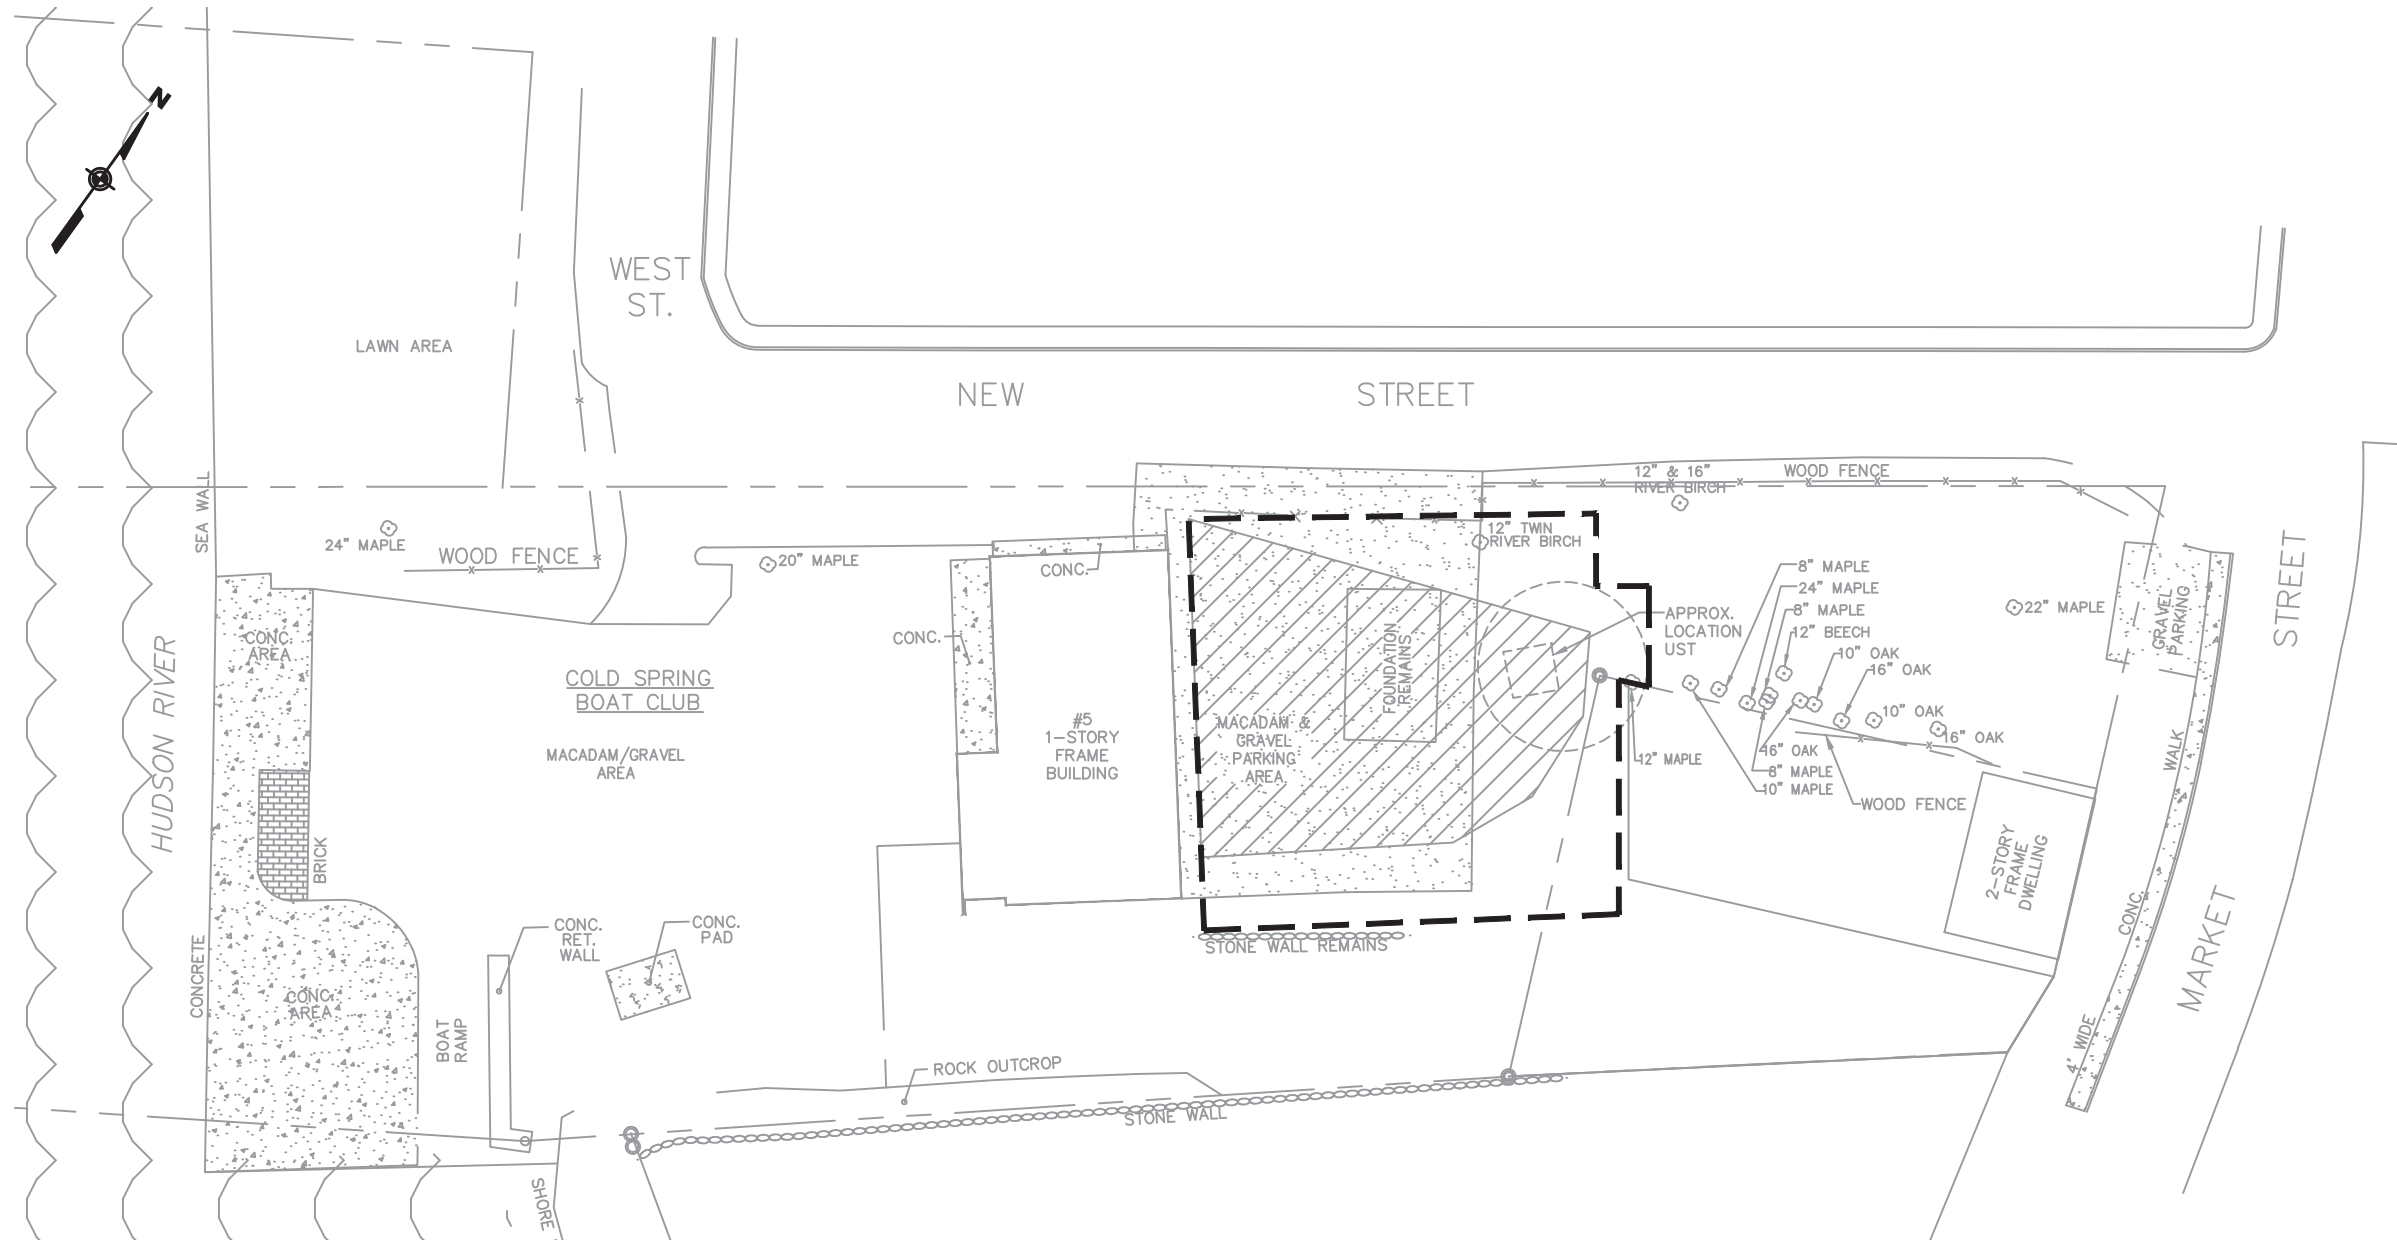 N
WEST
ST.
LAWN AREA
NEW STREET
SEA WALL
24" MAPLE
WOOD FENCE
20" MAPLE
CONC.
12" & 16"
RIVER BIRCH
WOOD FENCE
12" TWIN
RIVER BIRCH
8" MAPLE
24" MAPLE
8" MAPLE
12" BEECH
10" OAK
16" OAK
22" MAPLE
GRAVEL
PARKING
STREET
APPROX.
LOCATION
UST
CONC.
AREA
CONC.
HUDSON RIVER
COLD SPRING
BOAT CLUB
MACADAM/GRAVEL
AREA
#5
1-STORY
FRAME
BUILDING
FOUNDATION
REMAINS
MACADAM &
GRAVEL
PARKING
AREA
10" OAK
16" OAK
12" MAPLE
16" OAK
8" MAPLE
10" MAPLE
WOOD FENCE
WALK
2-STORY
FRAME
DWELLING
BRICK
CONC.
MARKET
CONC.
RET.
WALL
CONC.
PAD
STONE WALL REMAINS
CONCRETE
CONC.
AREA
BOAT
RAMP
ROCK OUTCROP
4' WIDE
STONE WALL
SHORE